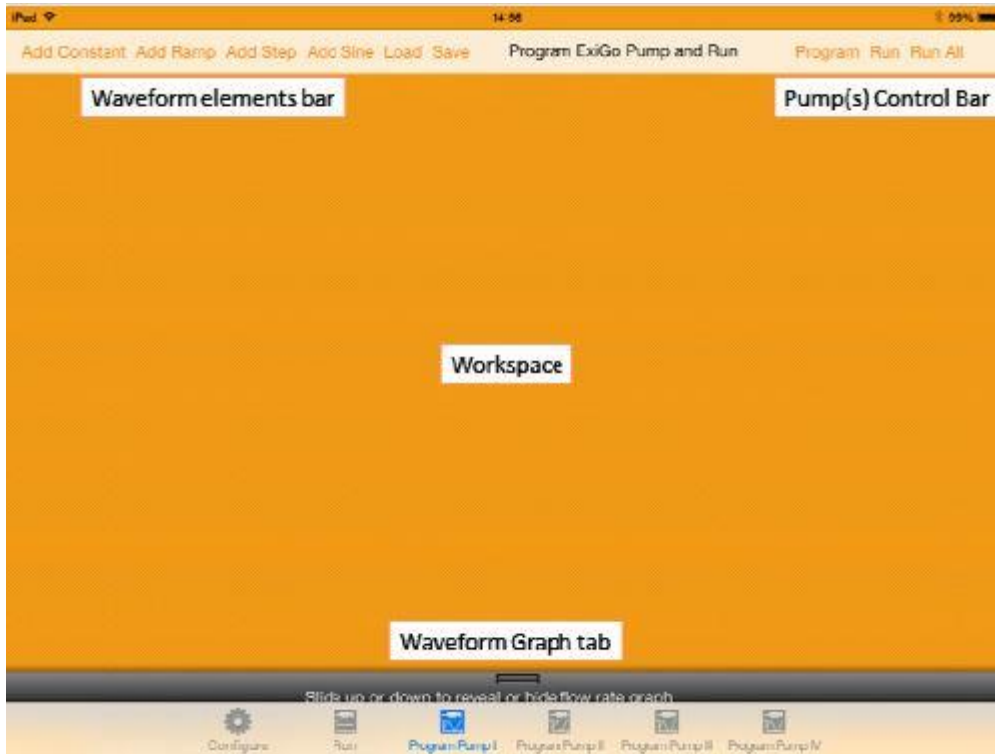 iPad 14:56 99%
Add Constant Add Ramp Add Step Add Sine Load Save Program ExiGo Pump and Run Program Run Run All
Waveform elements bar Pump(s) Control Bar
Workspace
Waveform Graph tab
Slide up or down to reveal or hide flow rate graph
Configure Run Program Pump I Program Pump II Program Pump III Program Pump IV